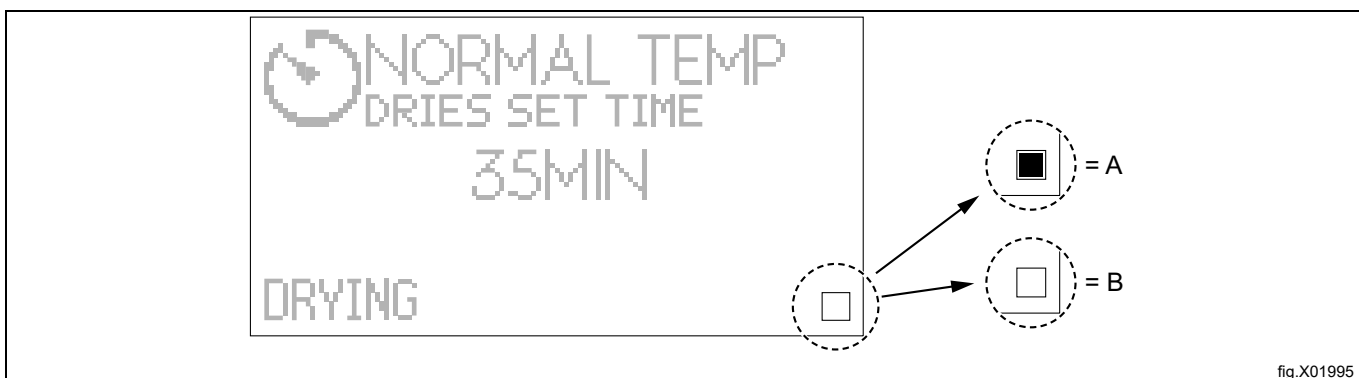 NORMAL TEMP
DRIES SET TIME
35MIN
= A
= B
DRYING
fig.X01995